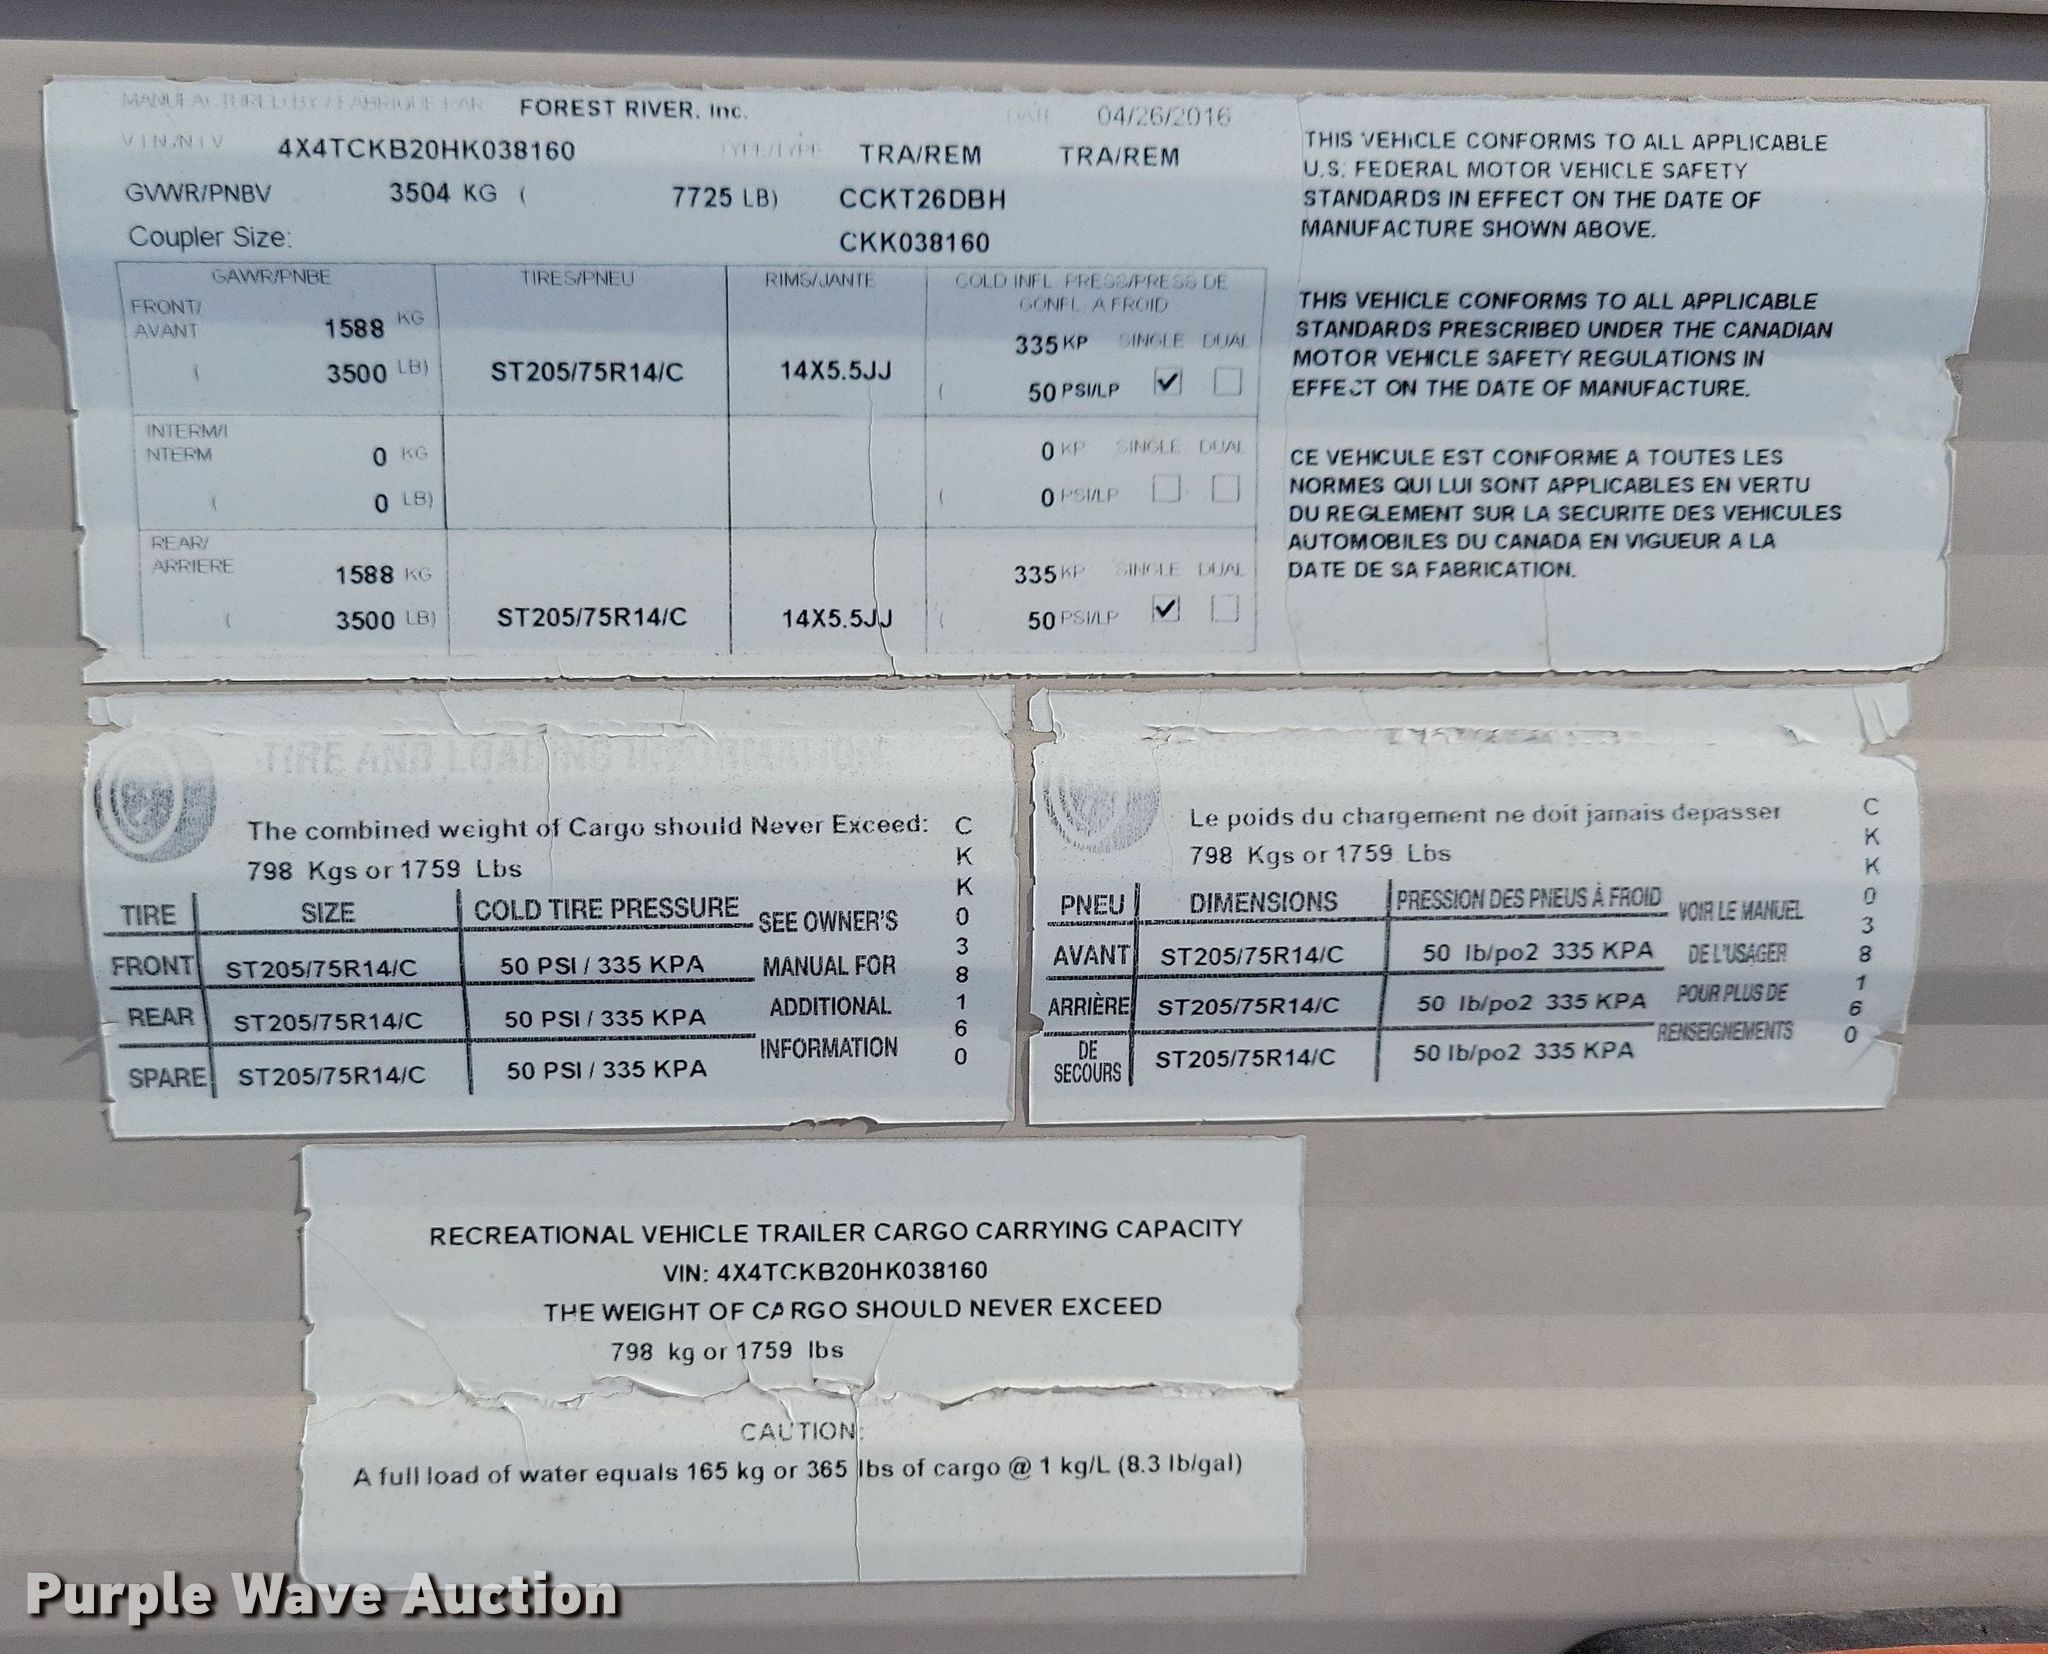 MANUFACTURED BY / FABRIQUE PAR FOREST RIVER, Inc. DATE 04/26/2016
V I N / N I V 4X4TCKB20HK038160 TYPE/TYPE TRA/REM TRA/REM
GVWR/PNBV 3504 KG ( 7725 LB) CCKT26DBH
Coupler Size: CKK038160
GAWR/PNBE TIRES/PNEU RIMS/JANTE COLD INFL. PRESS/PRESS DE
GONFL. A FROID
FRONT/
AVANT 1588 KG 335 KP SINGLE DUAL
( 3500 LB) ST205/75R14/C 14X5.5JJ ( 50 PSI/LP ✓
INTERM/I
NTERM 0 KG 0 KP SINGLE DUAL
( 0 LB) ( 0 PSI/LP
REAR/
ARRIERE 1588 KG 335 KP SINGLE DUAL
( 3500 LB) ST205/75R14/C 14X5.5JJ ( 50 PSI/LP ✓
THIS VEHICLE CONFORMS TO ALL APPLICABLE
U.S. FEDERAL MOTOR VEHICLE SAFETY
STANDARDS IN EFFECT ON THE DATE OF
MANUFACTURE SHOWN ABOVE.
THIS VEHICLE CONFORMS TO ALL APPLICABLE
STANDARDS PRESCRIBED UNDER THE CANADIAN
MOTOR VEHICLE SAFETY REGULATIONS IN
EFFECT ON THE DATE OF MANUFACTURE.
CE VEHICULE EST CONFORME A TOUTES LES
NORMES QUI LUI SONT APPLICABLES EN VERTU
DU REGLEMENT SUR LA SECURITE DES VEHICULES
AUTOMOBILES DU CANADA EN VIGUEUR A LA
DATE DE SA FABRICATION.
TIRE AND LOADING INFORMATION
The combined weight of Cargo should Never Exceed:
798 Kgs or 1759 Lbs
TIRE SIZE COLD TIRE PRESSURE
FRONT ST205/75R14/C 50 PSI / 335 KPA
REAR ST205/75R14/C 50 PSI / 335 KPA
SPARE ST205/75R14/C 50 PSI / 335 KPA
SEE OWNER'S
MANUAL FOR
ADDITIONAL
INFORMATION
CKK038160
Le poids du chargement ne doit jamais depasser
798 Kgs or 1759 Lbs
PNEU DIMENSIONS PRESSION DES PNEUS À FROID
AVANT ST205/75R14/C 50 lb/po2 335 KPA
ARRIÈRE ST205/75R14/C 50 lb/po2 335 KPA
DE
SECOURS ST205/75R14/C 50 lb/po2 335 KPA
VOIR LE MANUEL
DE L'USAGER
POUR PLUS DE
RENSEIGNEMENTS
CKK038160
RECREATIONAL VEHICLE TRAILER CARGO CARRYING CAPACITY
VIN: 4X4TCKB20HK038160
THE WEIGHT OF CARGO SHOULD NEVER EXCEED
798 kg or 1759 lbs
CAUTION:
A full load of water equals 165 kg or 365 lbs of cargo @ 1 kg/L (8.3 lb/gal)
Purple Wave Auction